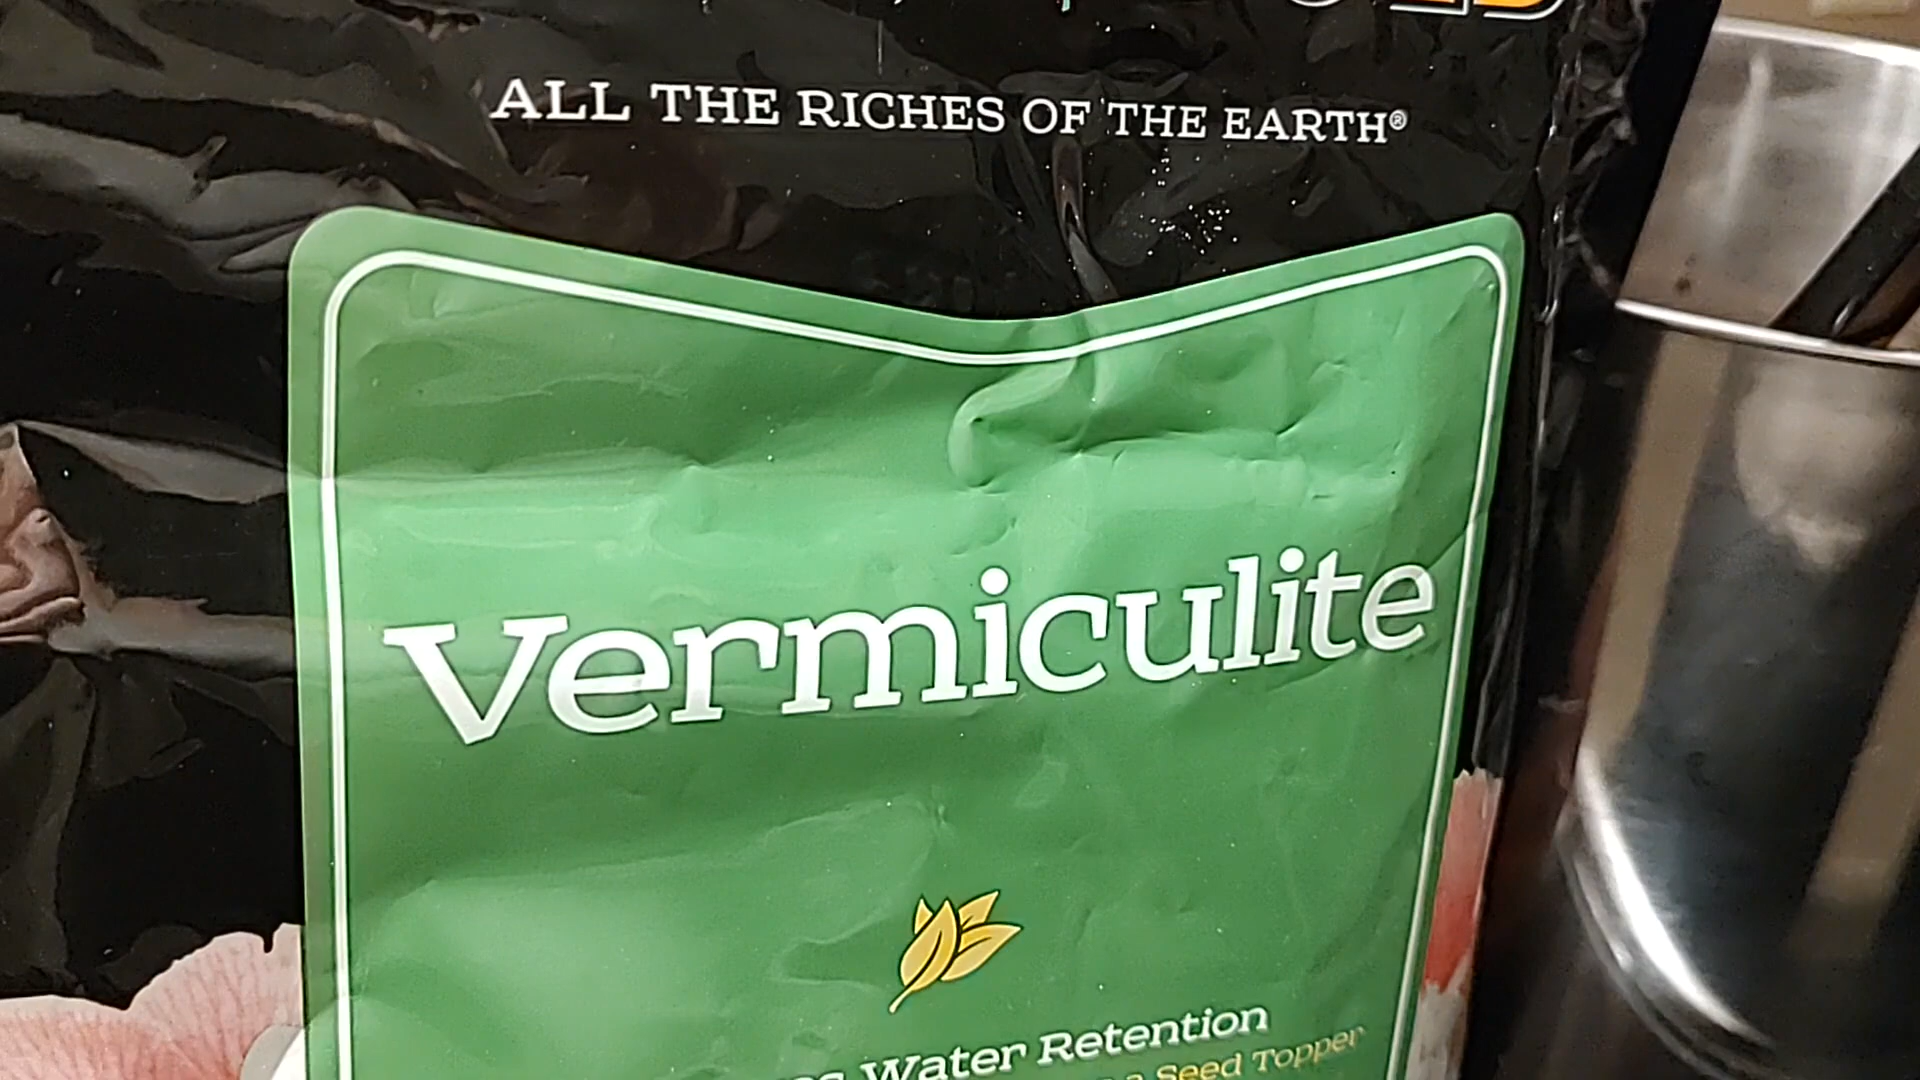 ALL THE RICHES OF THE EARTH®
Vermiculite
Water Retention
a Seed Topper